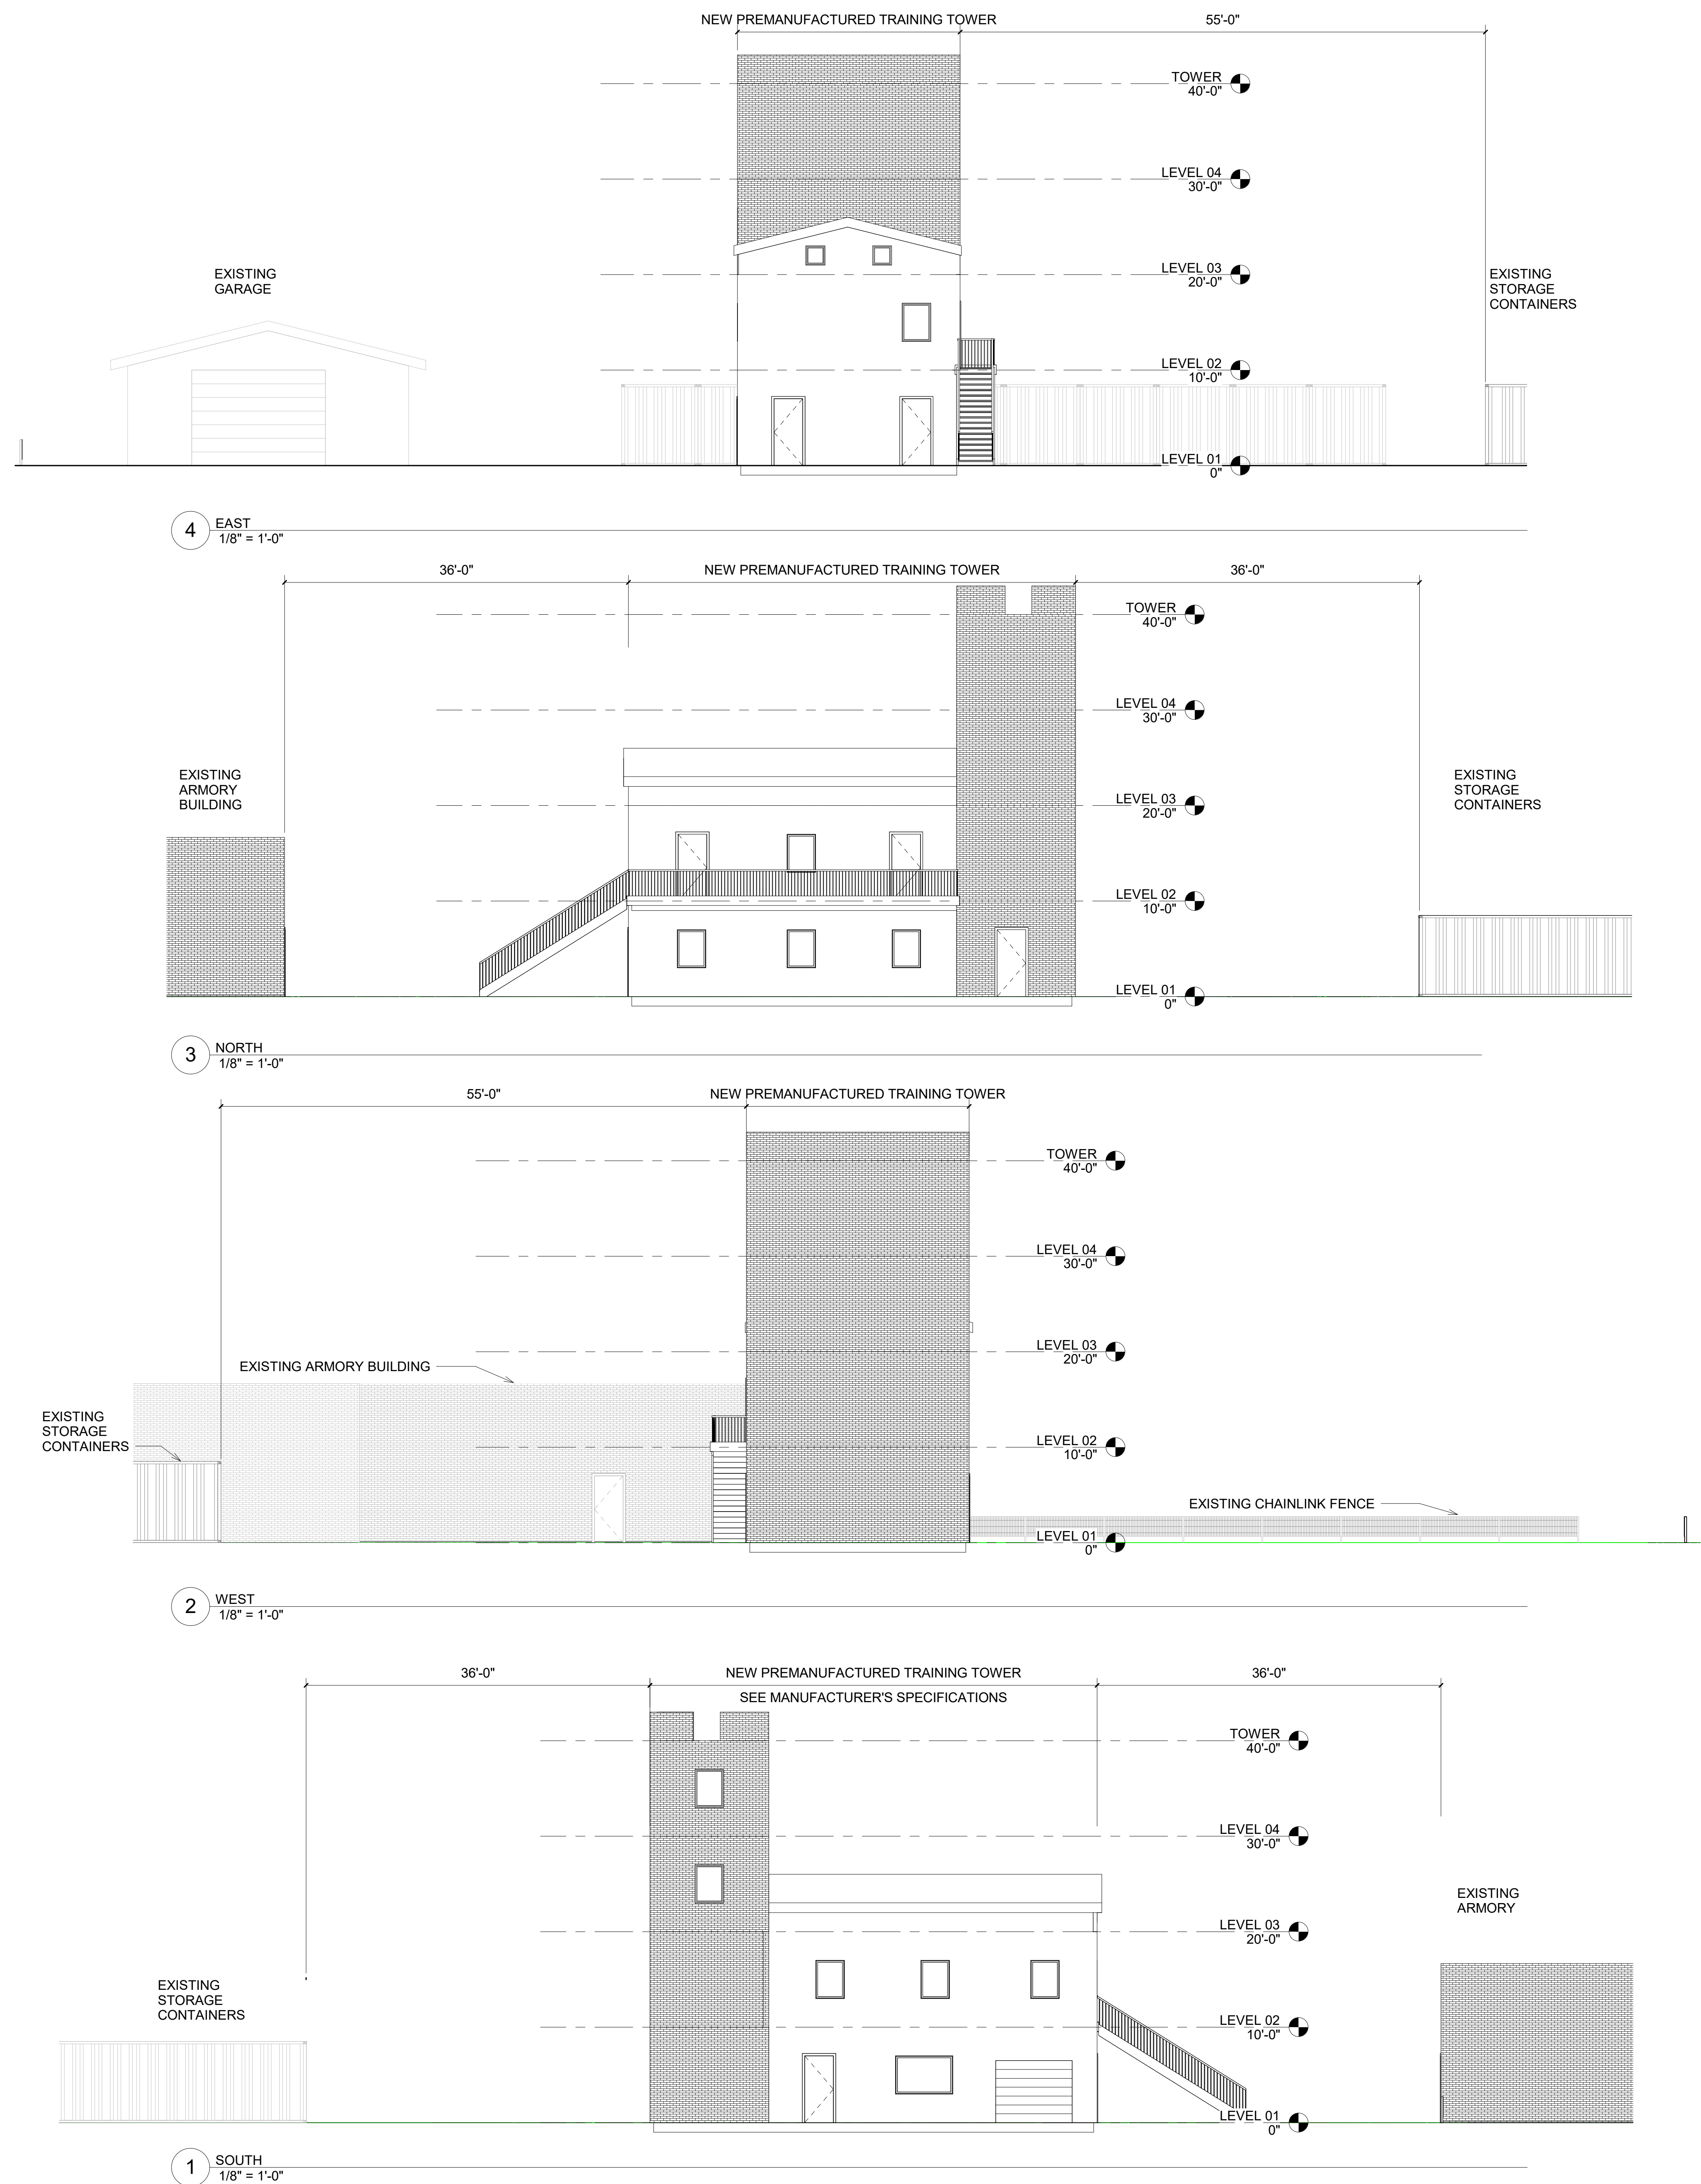 NEW PREMANUFACTURED TRAINING TOWER
55'-0"
TOWER
40'-0"
LEVEL 04
30'-0"
EXISTING
GARAGE
LEVEL 03
20'-0"
EXISTING
STORAGE
CONTAINERS
LEVEL 02
10'-0"
LEVEL 01
0"
4
EAST
1/8" = 1'-0"
36'-0"
NEW PREMANUFACTURED TRAINING TOWER
36'-0"
TOWER
40'-0"
LEVEL 04
30'-0"
EXISTING
ARMORY
BUILDING
LEVEL 03
20'-0"
EXISTING
STORAGE
CONTAINERS
LEVEL 02
10'-0"
LEVEL 01
0"
3
NORTH
1/8" = 1'-0"
55'-0"
NEW PREMANUFACTURED TRAINING TOWER
TOWER
40'-0"
LEVEL 04
30'-0"
LEVEL 03
20'-0"
EXISTING ARMORY BUILDING
EXISTING
STORAGE
CONTAINERS
LEVEL 02
10'-0"
EXISTING CHAINLINK FENCE
LEVEL 01
0"
2
WEST
1/8" = 1'-0"
36'-0"
NEW PREMANUFACTURED TRAINING TOWER
36'-0"
SEE MANUFACTURER'S SPECIFICATIONS
TOWER
40'-0"
LEVEL 04
30'-0"
EXISTING
ARMORY
LEVEL 03
20'-0"
EXISTING
STORAGE
CONTAINERS
LEVEL 02
10'-0"
LEVEL 01
0"
1
SOUTH
1/8" = 1'-0"